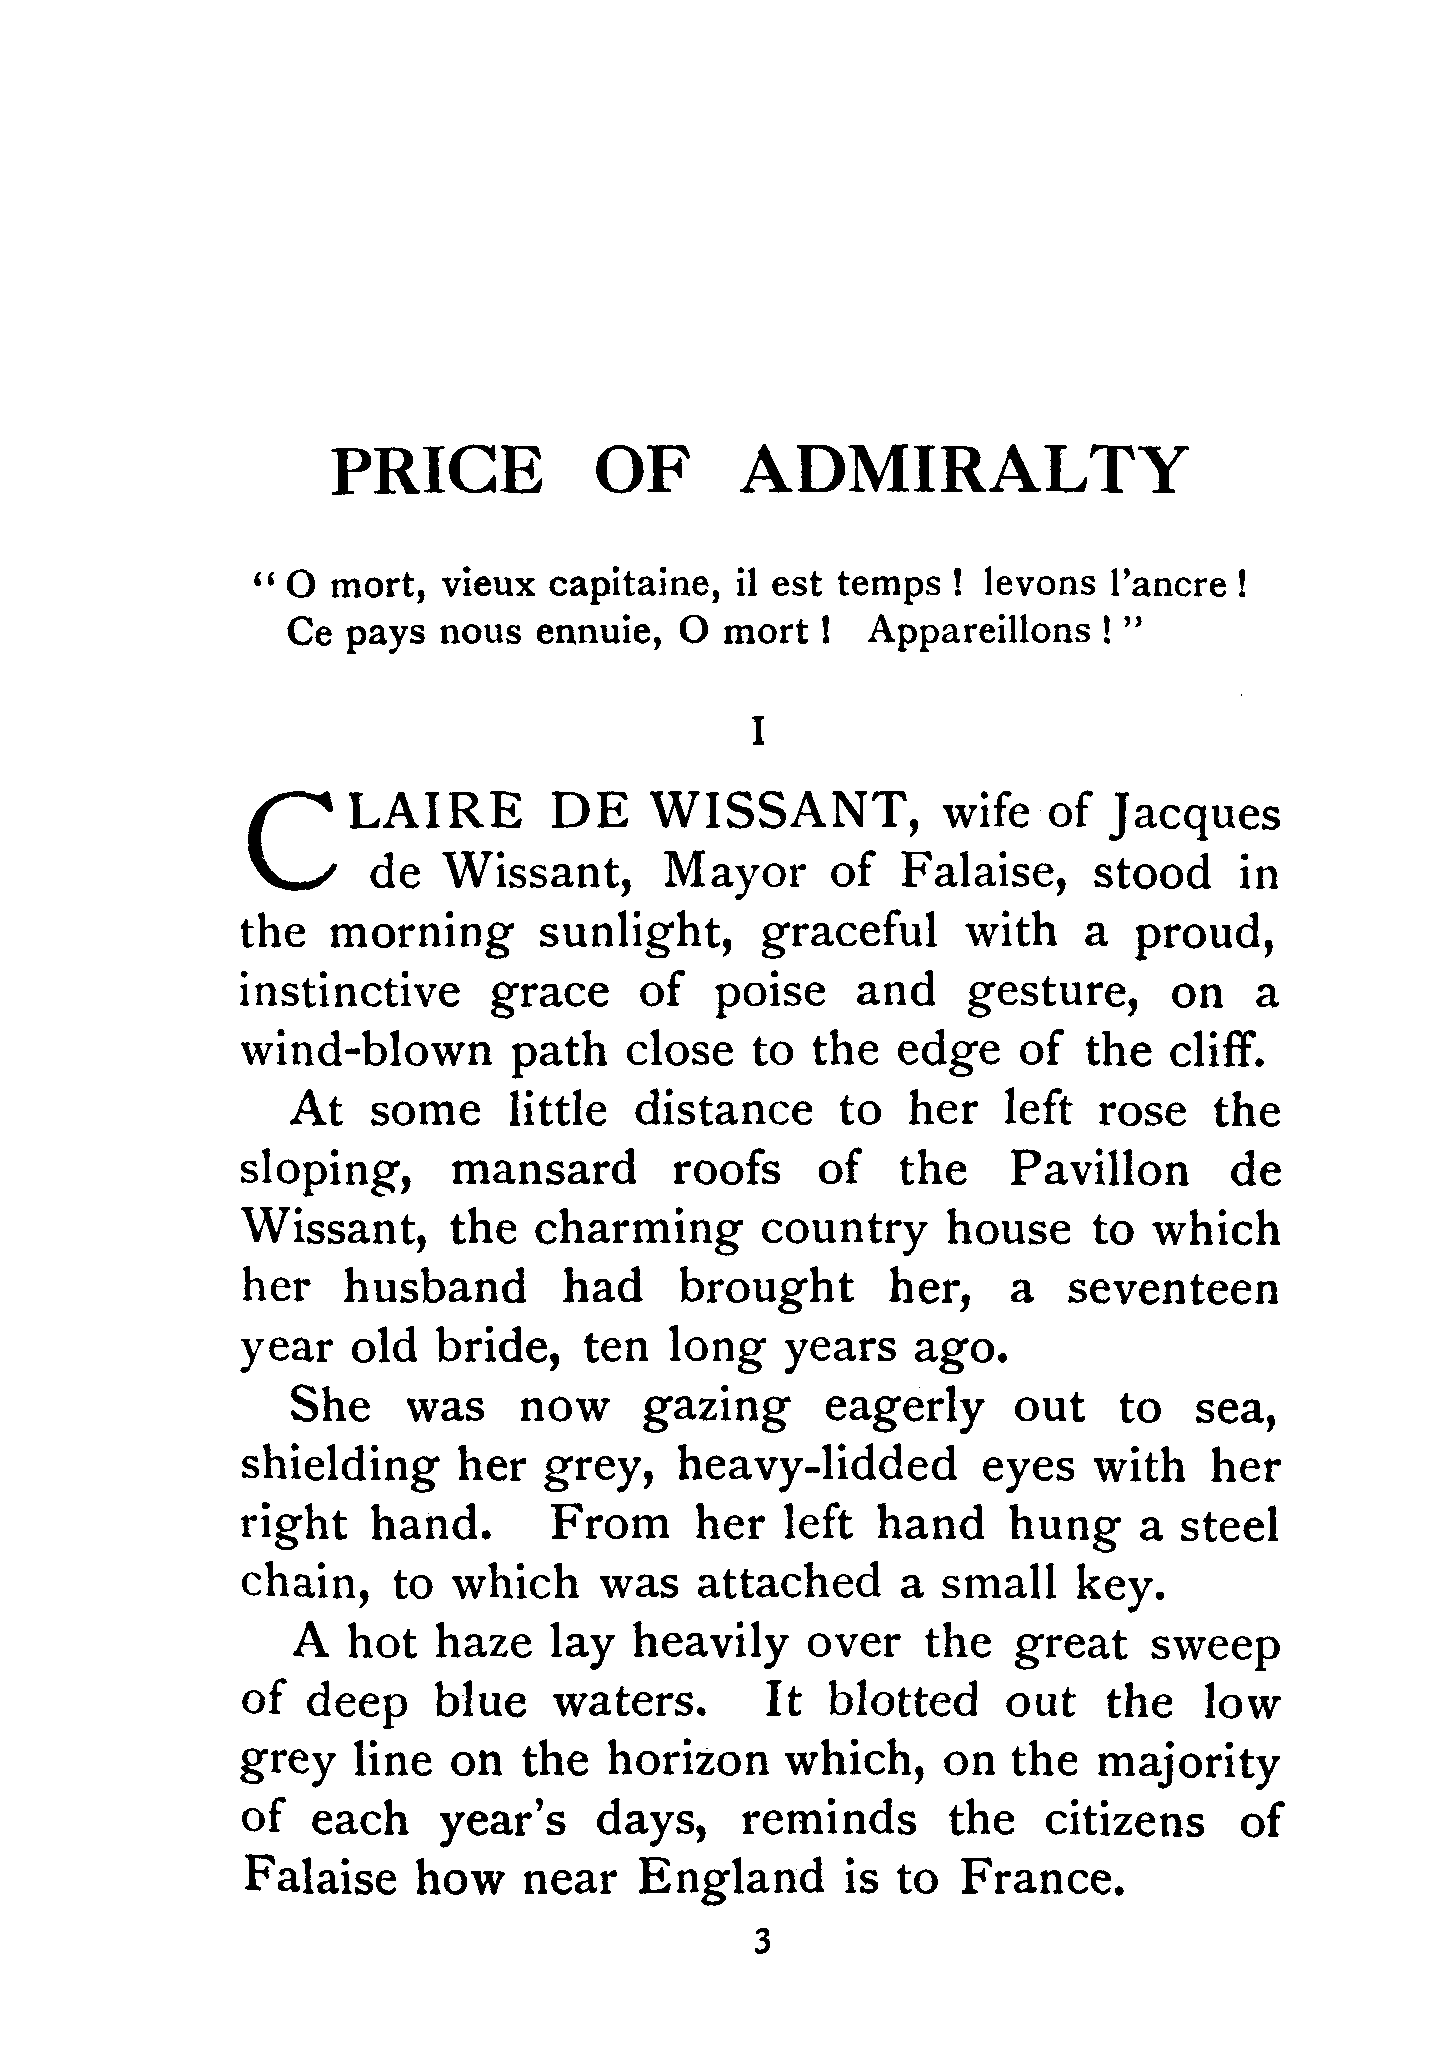 PRICE OF ADMIRALTY
“ O mort, vieux capitaine, il est temps ! levons l’ancre !
Ce pays nous ennuie, O mort ! Appareillons ! ”
I
CLAIRE DE WISSANT, wife of Jacques
de Wissant, Mayor of Falaise, stood in
the morning sunlight, graceful with a proud,
instinctive grace of poise and gesture, on a
wind-blown path close to the edge of the cliff.
At some little distance to her left rose the
sloping, mansard roofs of the Pavillon de
Wissant, the charming country house to which
her husband had brought her, a seventeen
year old bride, ten long years ago.
She was now gazing eagerly out to sea,
shielding her grey, heavy-lidded eyes with her
right hand. From her left hand hung a steel
chain, to which was attached a small key.
A hot haze lay heavily over the great sweep
of deep blue waters. It blotted out the low
grey line on the horizon which, on the majority
of each year’s days, reminds the citizens of
Falaise how near England is to France.
3